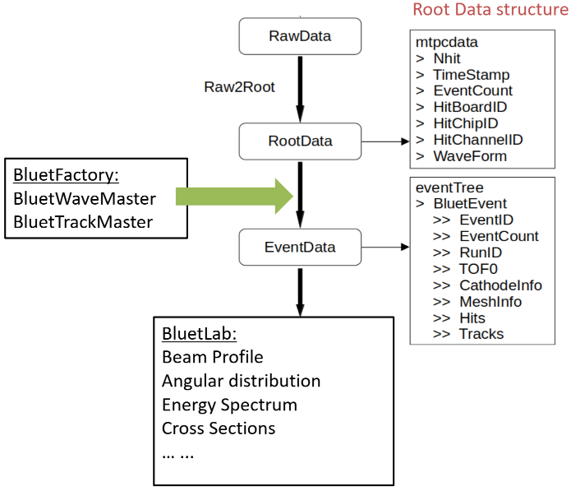 Root Data structure
RawData
mtpcdata
> Nhit
> TimeStamp
> EventCount
> HitBoardID
> HitChipID
> HitChannelID
> WaveForm
Raw2Root
RootData
BluetFactory:
BluetWaveMaster
BluetTrackMaster
eventTree
> BluetEvent
>> EventID
>> EventCount
>> RunID
>> TOF0
>> CathodeInfo
>> MeshInfo
>> Hits
>> Tracks
EventData
BluetLab:
Beam Profile
Angular distribution
Energy Spectrum
Cross Sections
... ...